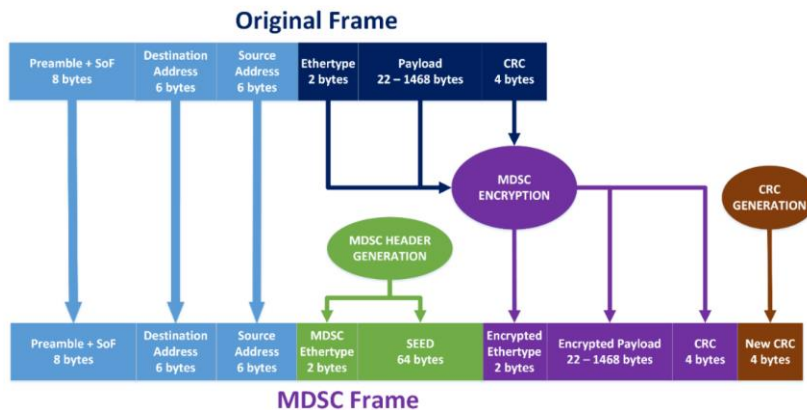 Original Frame
Preamble + SoF
8 bytes
Destination
Address
6 bytes
Source
Address
6 bytes
Ethertype
2 bytes
Payload
22 – 1468 bytes
CRC
4 bytes
MDSC
ENCRYPTION
CRC
GENERATION
MDSC HEADER
GENERATION
Preamble + SoF
8 bytes
Destination
Address
6 bytes
Source
Address
6 bytes
MDSC
Ethertype
2 bytes
SEED
64 bytes
Encrypted
Ethertype
2 bytes
Encrypted Payload
22 – 1468 bytes
CRC
4 bytes
New CRC
4 bytes
MDSC Frame